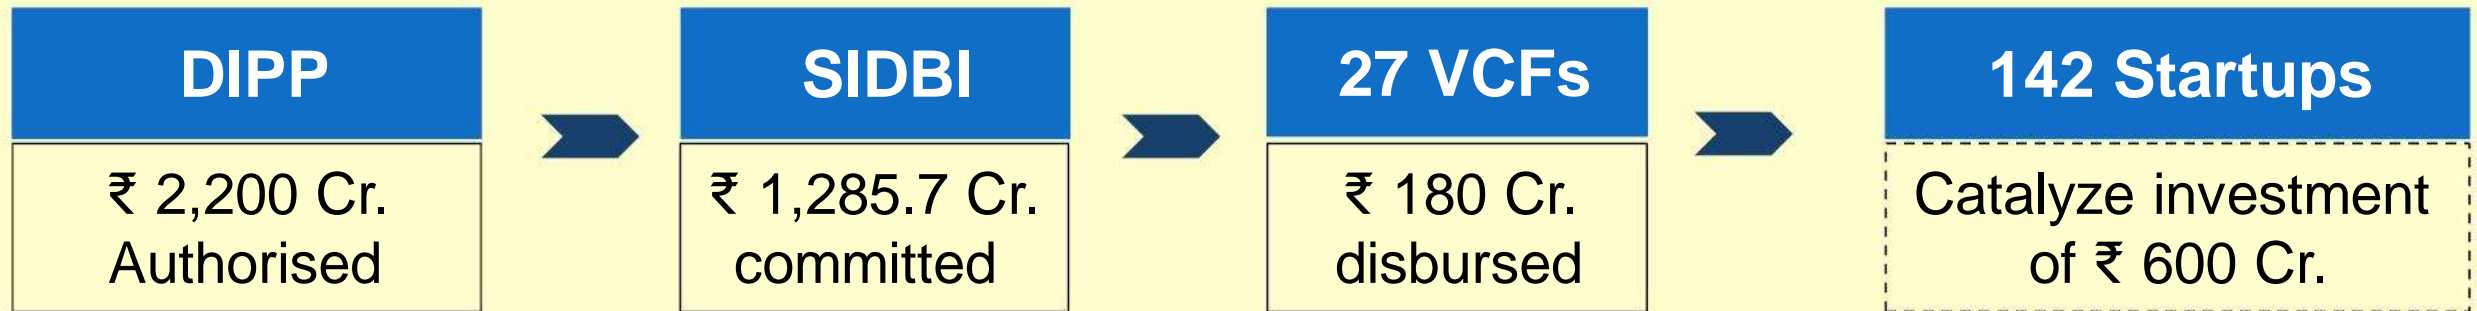 DIPP
₹ 2,200 Cr.
Authorised
SIDBI
₹ 1,285.7 Cr.
committed
27 VCFs
₹ 180 Cr.
disbursed
142 Startups
Catalyze investment
of ₹ 600 Cr.